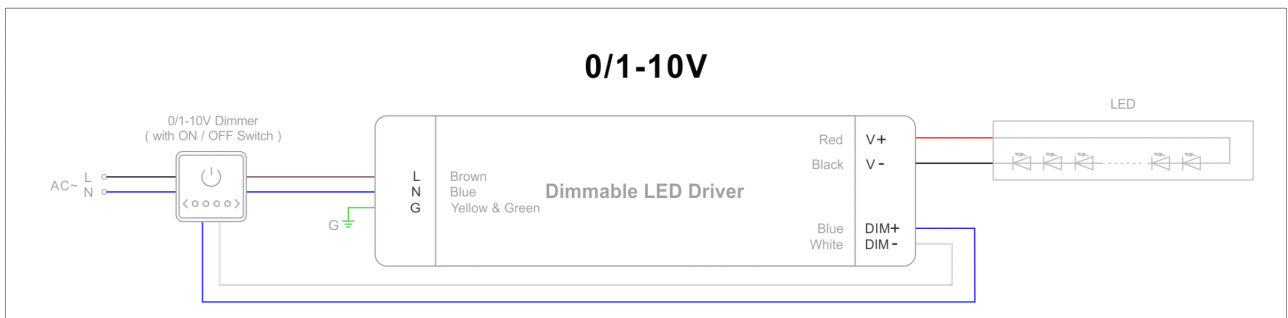 0/1-10V
LED
0/1-10V Dimmer
( with ON / OFF Switch )
Red V+
Black V-
AC~ L
N
L Brown
N Blue
G Yellow & Green
Dimmable LED Driver
G
Blue DIM+
White DIM-